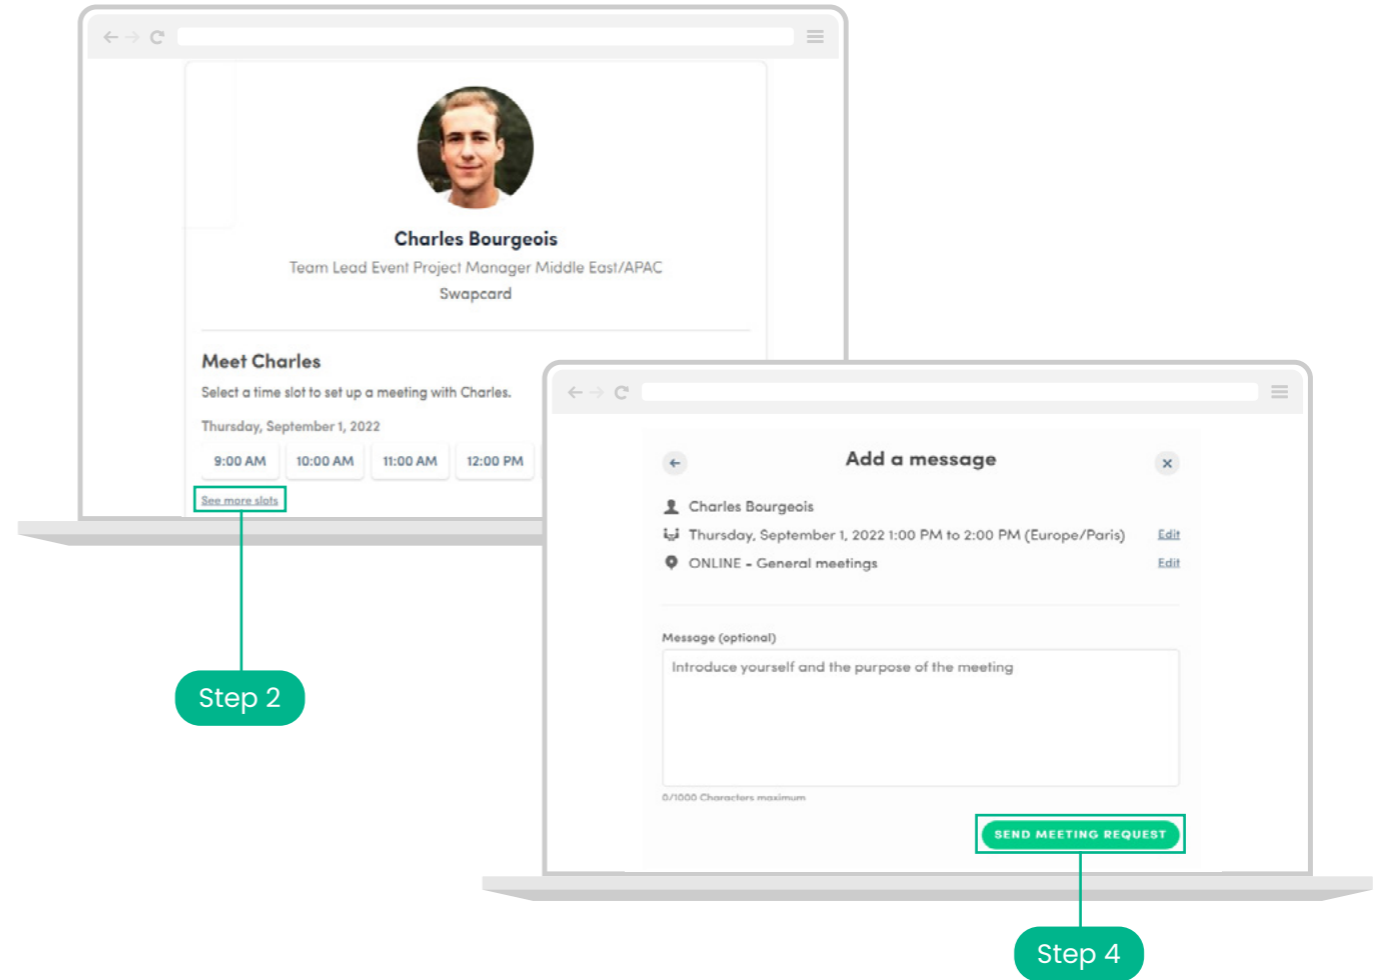 Charles Bourgeois
Team Lead Event Project Manager Middle East/APAC
Swapcard
Meet Charles
Select a time slot to set up a meeting with Charles.
Thursday, September 1, 2022
9:00 AM 10:00 AM 11:00 AM 12:00 PM
See more slots
Step 2
Add a message
Charles Bourgeois
Thursday, September 1, 2022 1:00 PM to 2:00 PM (Europe/Paris) Edit
ONLINE - General meetings Edit
Message (optional)
Introduce yourself and the purpose of the meeting
0/1000 Characters maximum
SEND MEETING REQUEST
Step 4